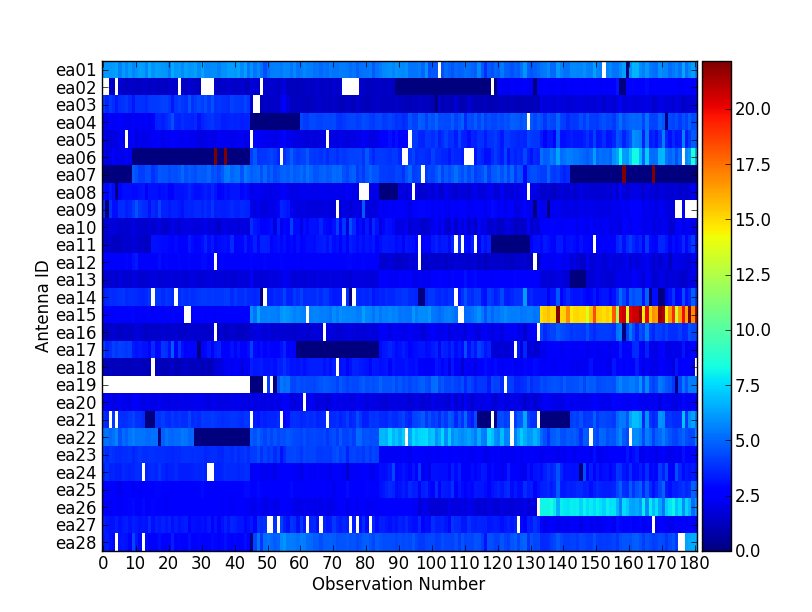 ea01
ea02
ea03
ea04
ea05
ea06
ea07
ea08
ea09
ea10
ea11
ea12
ea13
ea14
ea15
ea16
ea17
ea18
ea19
ea20
ea21
ea22
ea23
ea24
ea25
ea26
ea27
ea28
Antenna ID
0 10 20 30 40 50 60 70 80 90 100 110 120 130 140 150 160 170 180
Observation Number
20.0
17.5
15.0
12.5
10.0
7.5
5.0
2.5
0.0